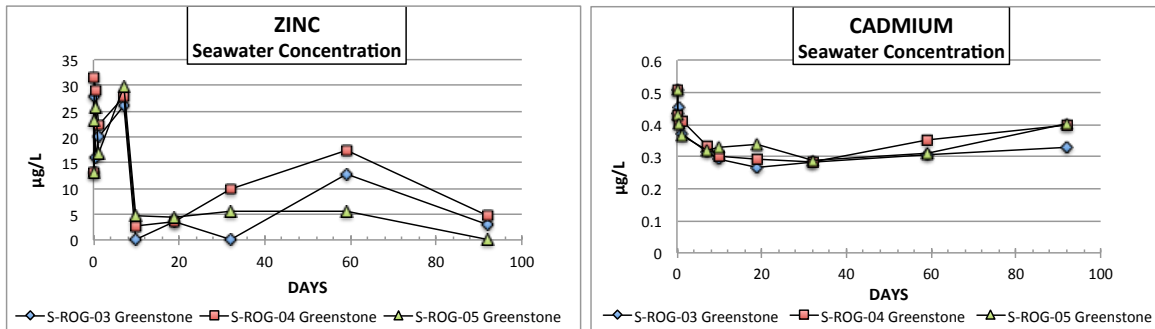 ZINC
Seawater Concentration
35
30
25
20
15
10
5
0
µg/L
0 20 40 60 80 100
DAYS
S-ROG-03 Greenstone S-ROG-04 Greenstone S-ROG-05 Greenstone
CADMIUM
Seawater Concentration
0.6
0.5
0.4
0.3
0.2
0.1
0
µg/L
0 20 40 60 80 100
DAYS
S-ROG-03 Greenstone S-ROG-04 Greenstone S-ROG-05 Greenstone